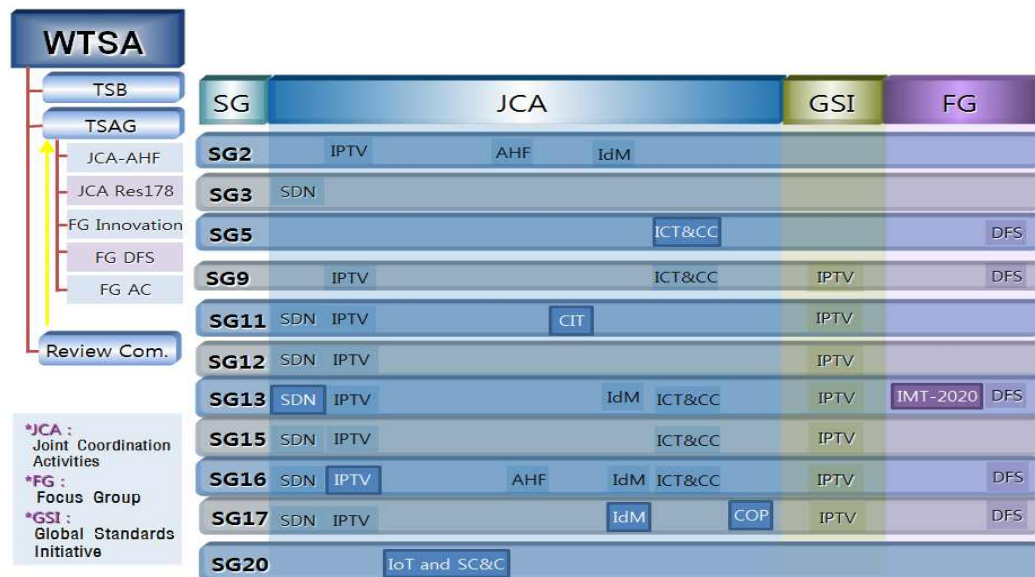 WTSA
TSB
TSAG
JCA-AHF
JCA Res178
FG Innovation
FG DFS
FG AC
Review Com.
*JCA :
Joint Coordination
Activities
*FG :
Focus Group
*GSI :
Global Standards
Initiative
SG JCA GSI FG
SG2 IPTV AHF IdM
SG3 SDN
SG5 ICT&CC DFS
SG9 IPTV ICT&CC IPTV DFS
SG11 SDN IPTV CIT IPTV
SG12 SDN IPTV IPTV
SG13 SDN IPTV IdM ICT&CC IPTV IMT-2020 DFS
SG15 SDN IPTV ICT&CC IPTV
SG16 SDN IPTV AHF IdM ICT&CC IPTV DFS
SG17 SDN IPTV IdM COP IPTV DFS
SG20 IoT and SC&C